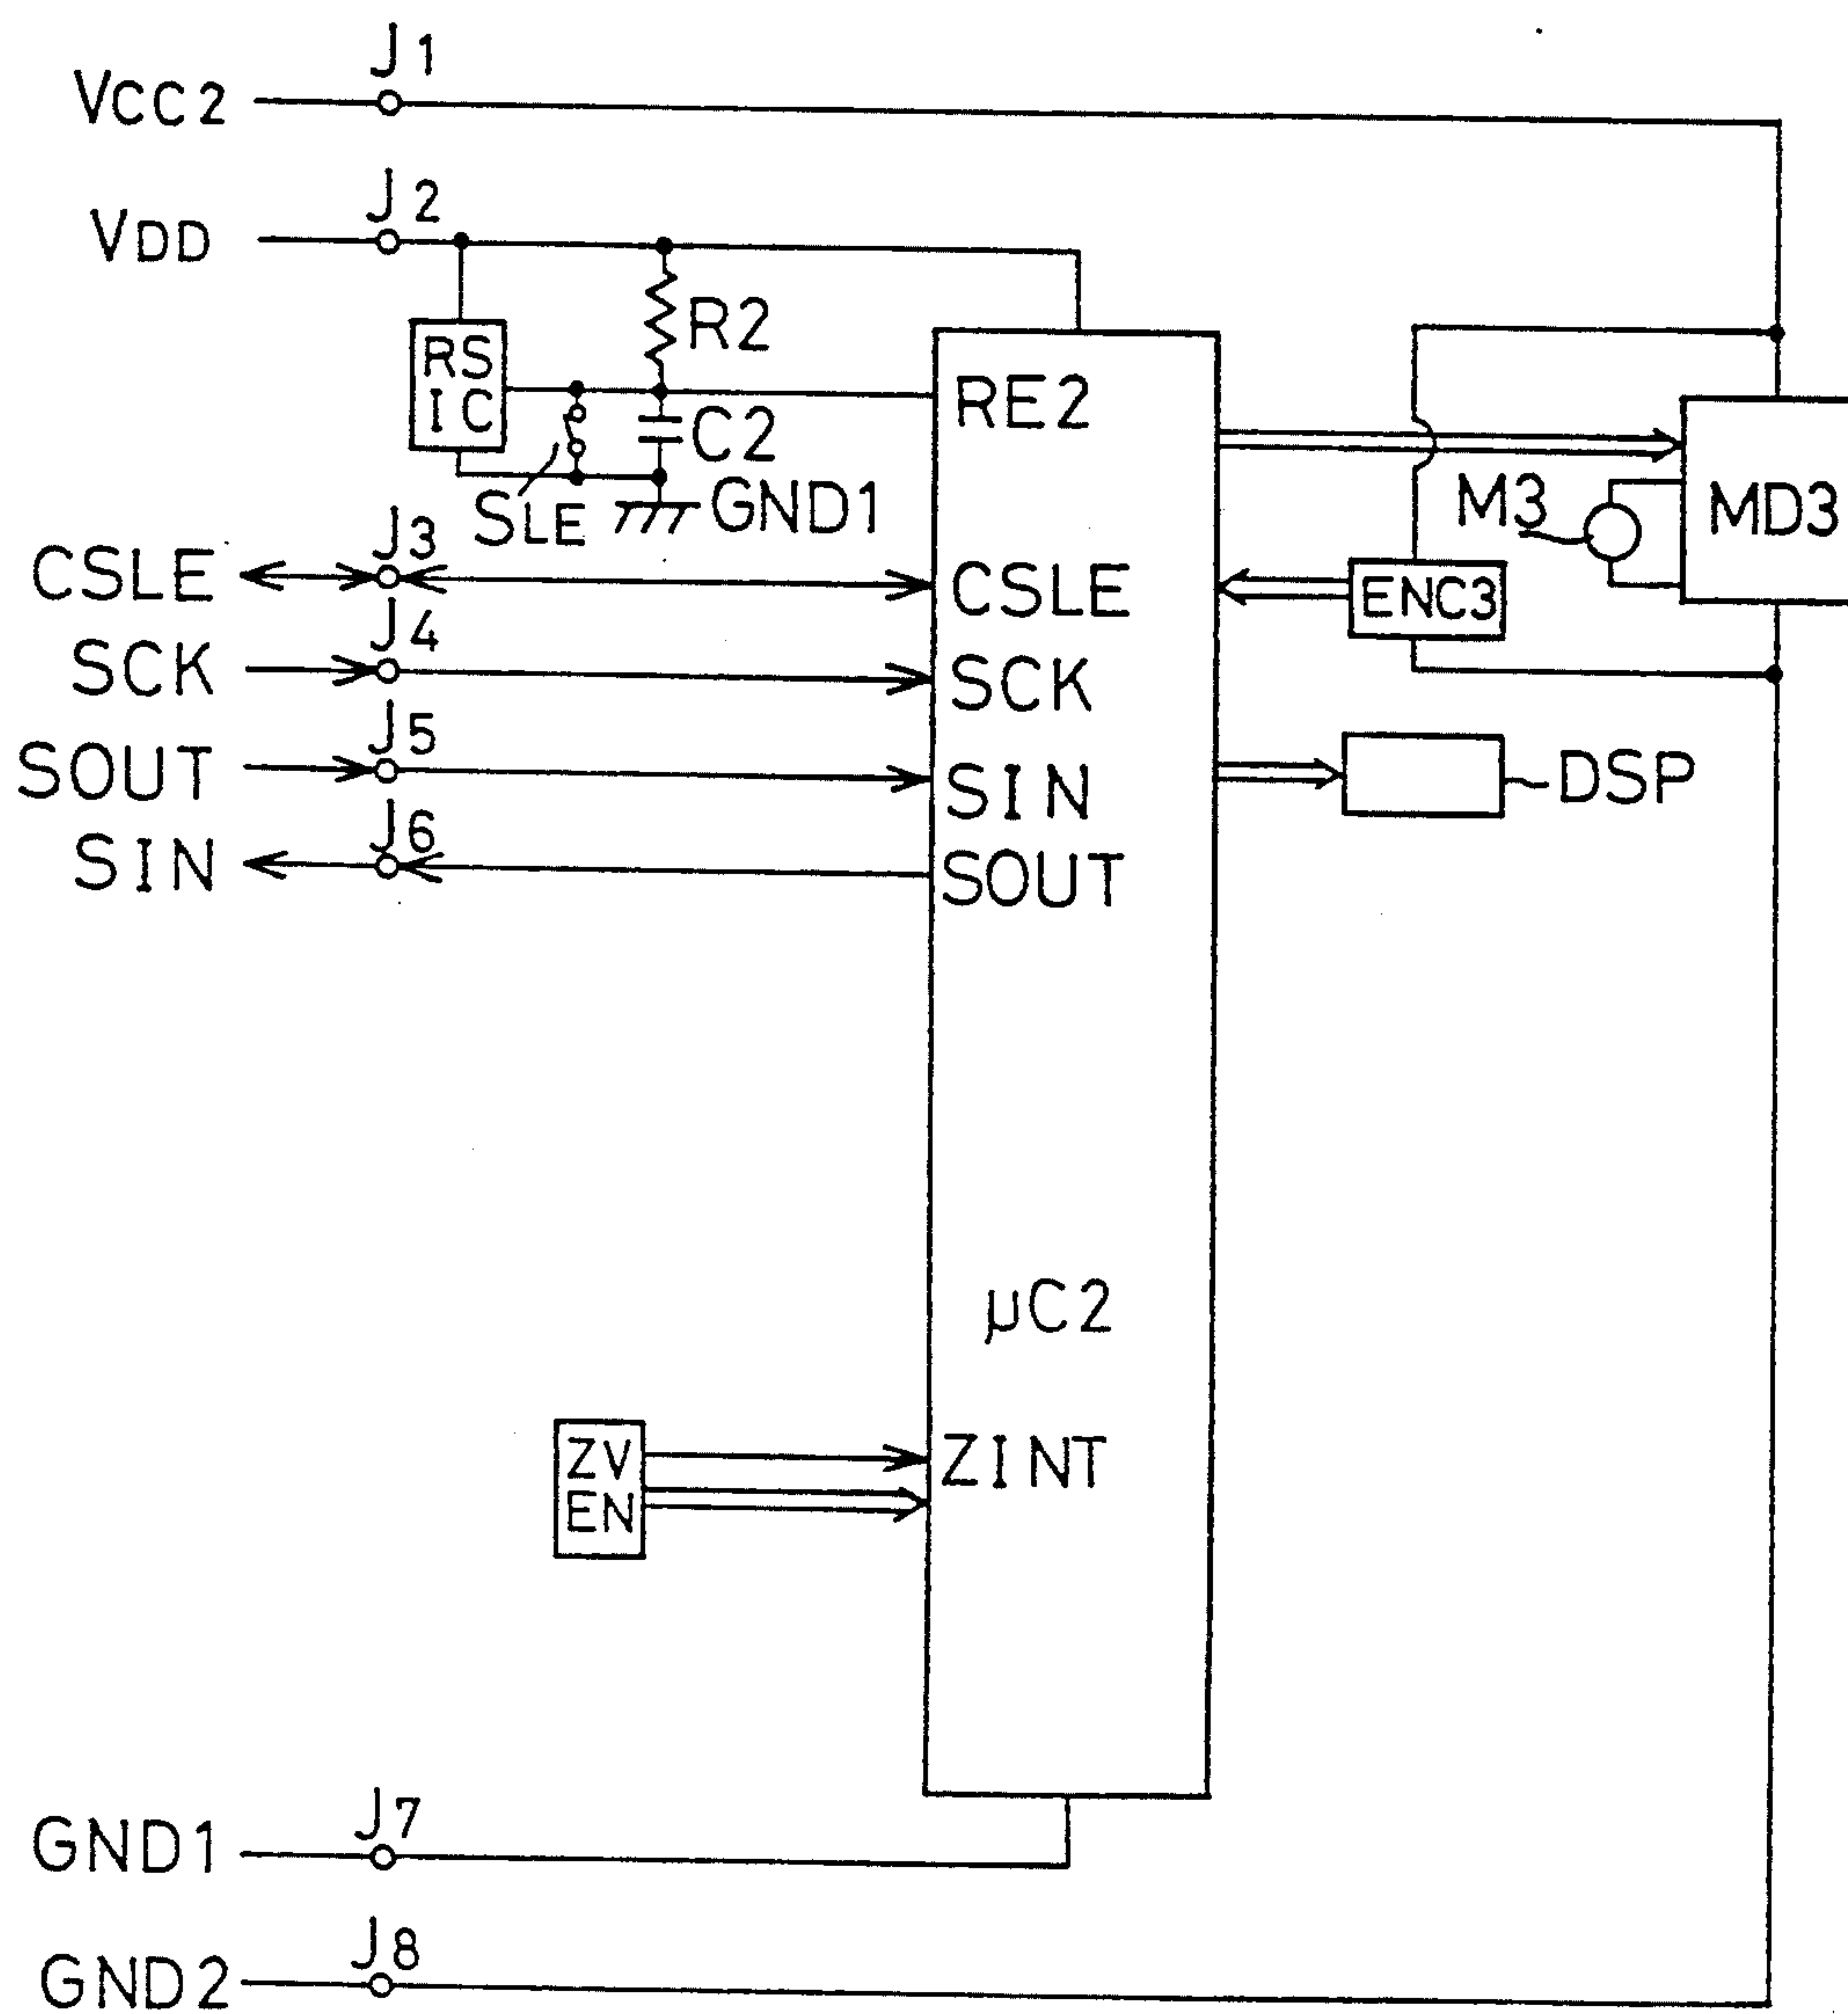 J1
VCC2
J2
VDD
RS
IC
R2
C2
SLE
GND1
RE2
M3
MD3
J3
CSLE
CSLE
ENC3
J4
SCK
SCK
J5
SOUT
SIN
DSP
J6
SIN
SOUT
μC2
ZV
EN
ZINT
J7
GND1
J8
GND2